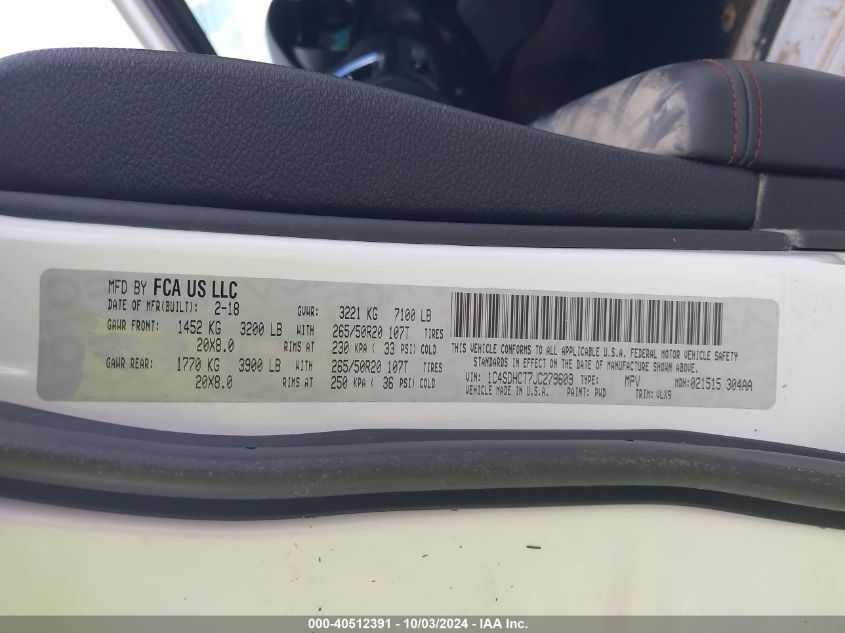 MFD BY FCA US LLC
DATE OF MFR(BUILT): 2-18 GVWR: 3221 KG 7100 LB
GAWR FRONT: 1452 KG 3200 LB WITH 265/50R20 107T TIRES
20X8.0 RIMS AT 230 KPA ( 33 PSI) COLD
GAWR REAR: 1770 KG 3900 LB WITH 265/50R20 107T TIRES
20X8.0 RIMS AT 250 KPA ( 36 PSI) COLD
THIS VEHICLE CONFORMS TO ALL APPLICABLE U.S.A. FEDERAL MOTOR VEHICLE SAFETY
STANDARDS IN EFFECT ON THE DATE OF MANUFACTURE SHOWN ABOVE.
VIN: 1C4SDHCT7JC279609 TYPE: MPV MDH:021515 304AA
VEHICLE MADE IN U.S.A. PAINT: PWD TRIM: VLX9
000-40512391 - 10/03/2024 - IAA Inc.